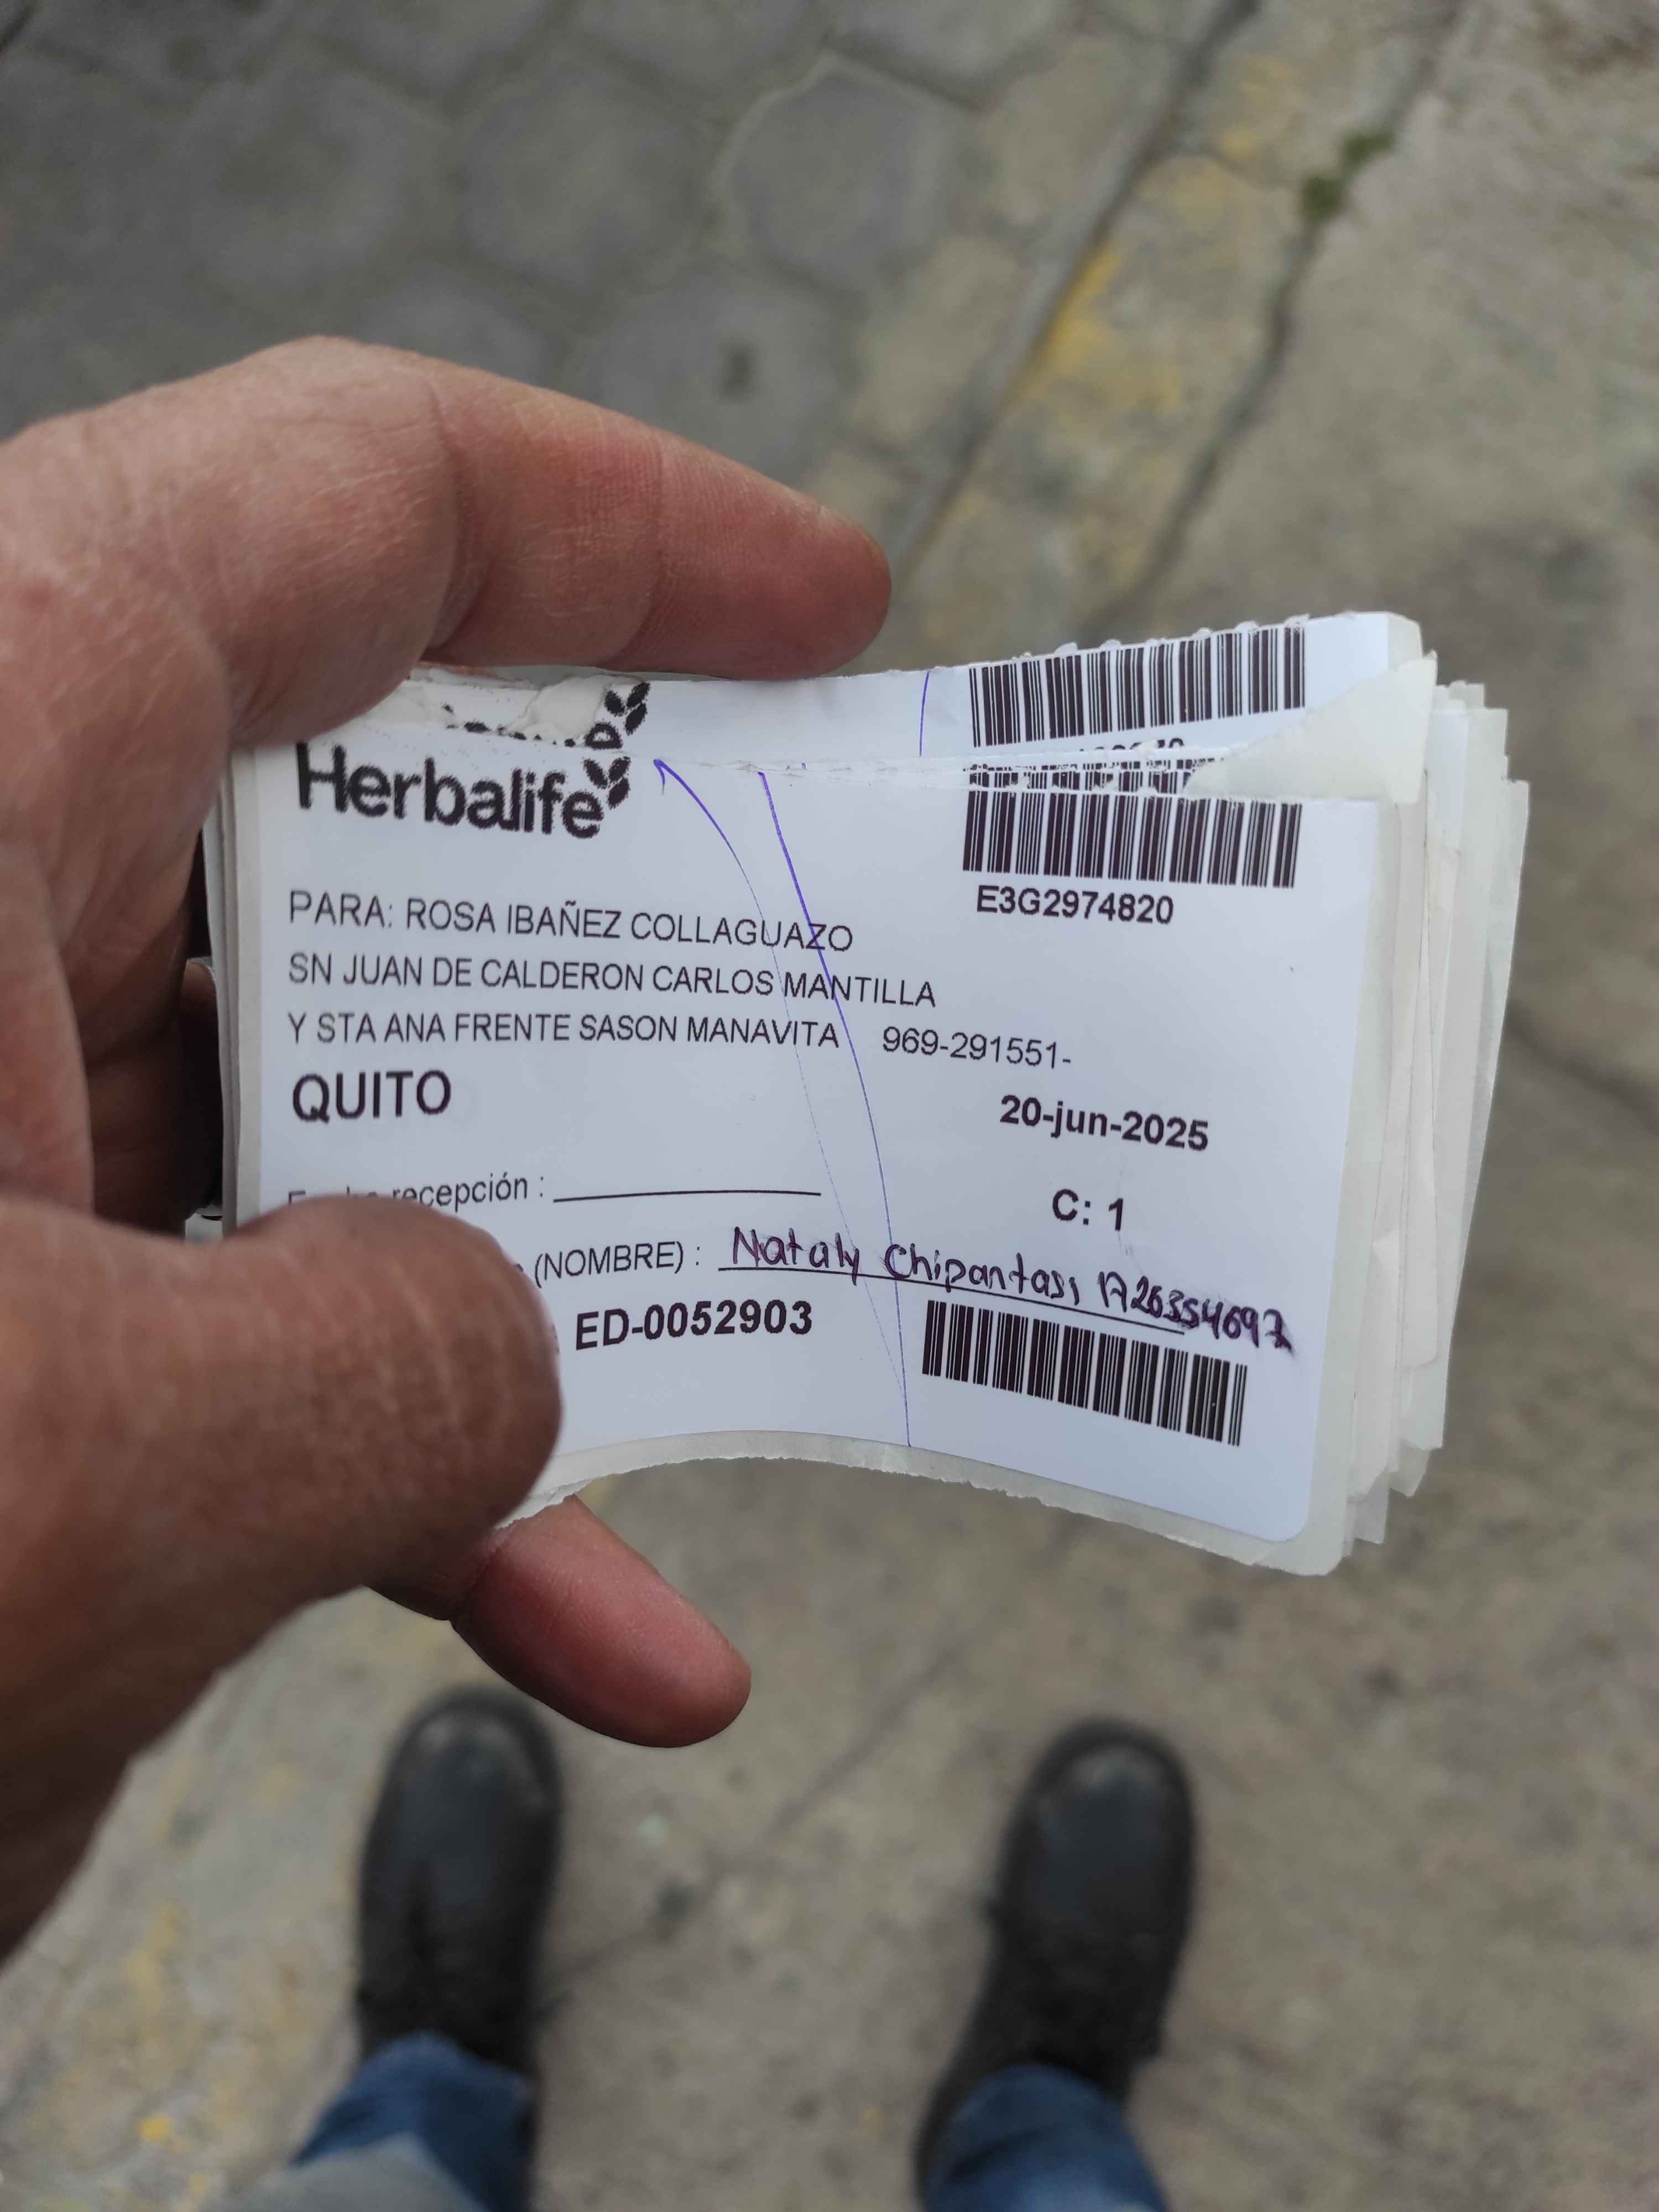 Herbalife
E3G2974820
PARA: ROSA IBAÑEZ COLLAGUAZO
SN JUAN DE CALDERON CARLOS MANTILLA
Y STA ANA FRENTE SASON MANAVITA 969-291551-
QUITO
20-jun-2025
recepción :
C: 1
(NOMBRE) : Nataly Chipantasi
ED-0052903